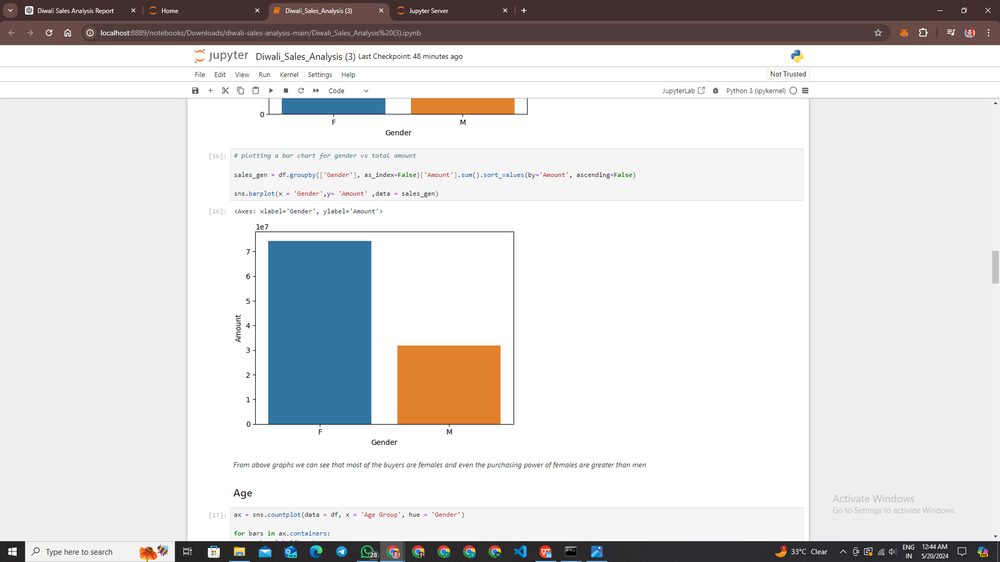 Diwali Sales Analysis Report
Home
Diwali_Sales_Analysis (3)
Jupyter Server
localhost:8889/notebooks/Downloads/diwali-sales-analysis-main/Diwali_Sales_Analysis%20(3).ipynb
jupyter Diwali_Sales_Analysis (3) Last Checkpoint: 48 minutes ago
File Edit View Run Kernel Settings Help
Not Trusted
Code
JupyterLab
Python 3 (ipykernel)
0
F M
Gender
[16]:
# plotting a bar chart for gender vs total amount
sales_gen = df.groupby(['Gender'], as_index=False)['Amount'].sum().sort_values(by='Amount', ascending=False)
sns.barplot(x = 'Gender',y= 'Amount' ,data = sales_gen)
[16]: <Axes: xlabel='Gender', ylabel='Amount'>
1e7
7
6
5
4
3
2
1
0
Amount
F M
Gender
From above graphs we can see that most of the buyers are females and even the purchasing power of females are greater than men
Age
[17]: ax = sns.countplot(data = df, x = 'Age Group', hue = 'Gender')
for bars in ax.containers:
Activate Windows
Go to Settings to activate Windows.
Type here to search
NEW
28
1
33°C Clear
ENG
IN
12:44 AM
5/20/2024
PRE